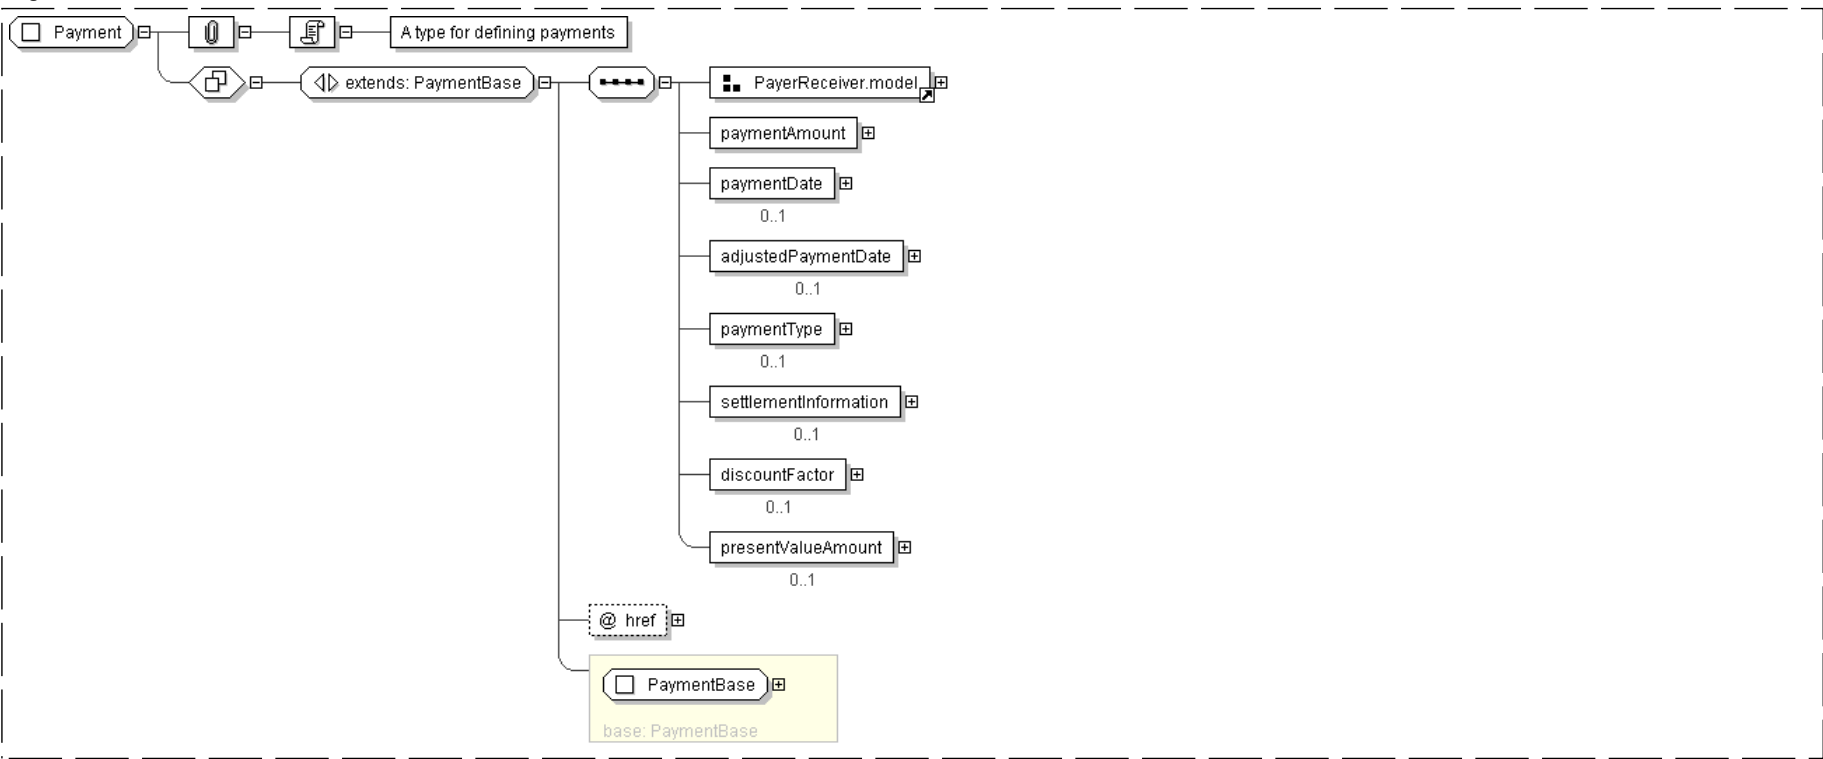 Payment
A type for defining payments
extends: PaymentBase
PayerReceiver.model
paymentAmount
paymentDate
0..1
adjustedPaymentDate
0..1
paymentType
0..1
settlementInformation
0..1
discountFactor
0..1
presentValueAmount
0..1
@ href
PaymentBase
base: PaymentBase